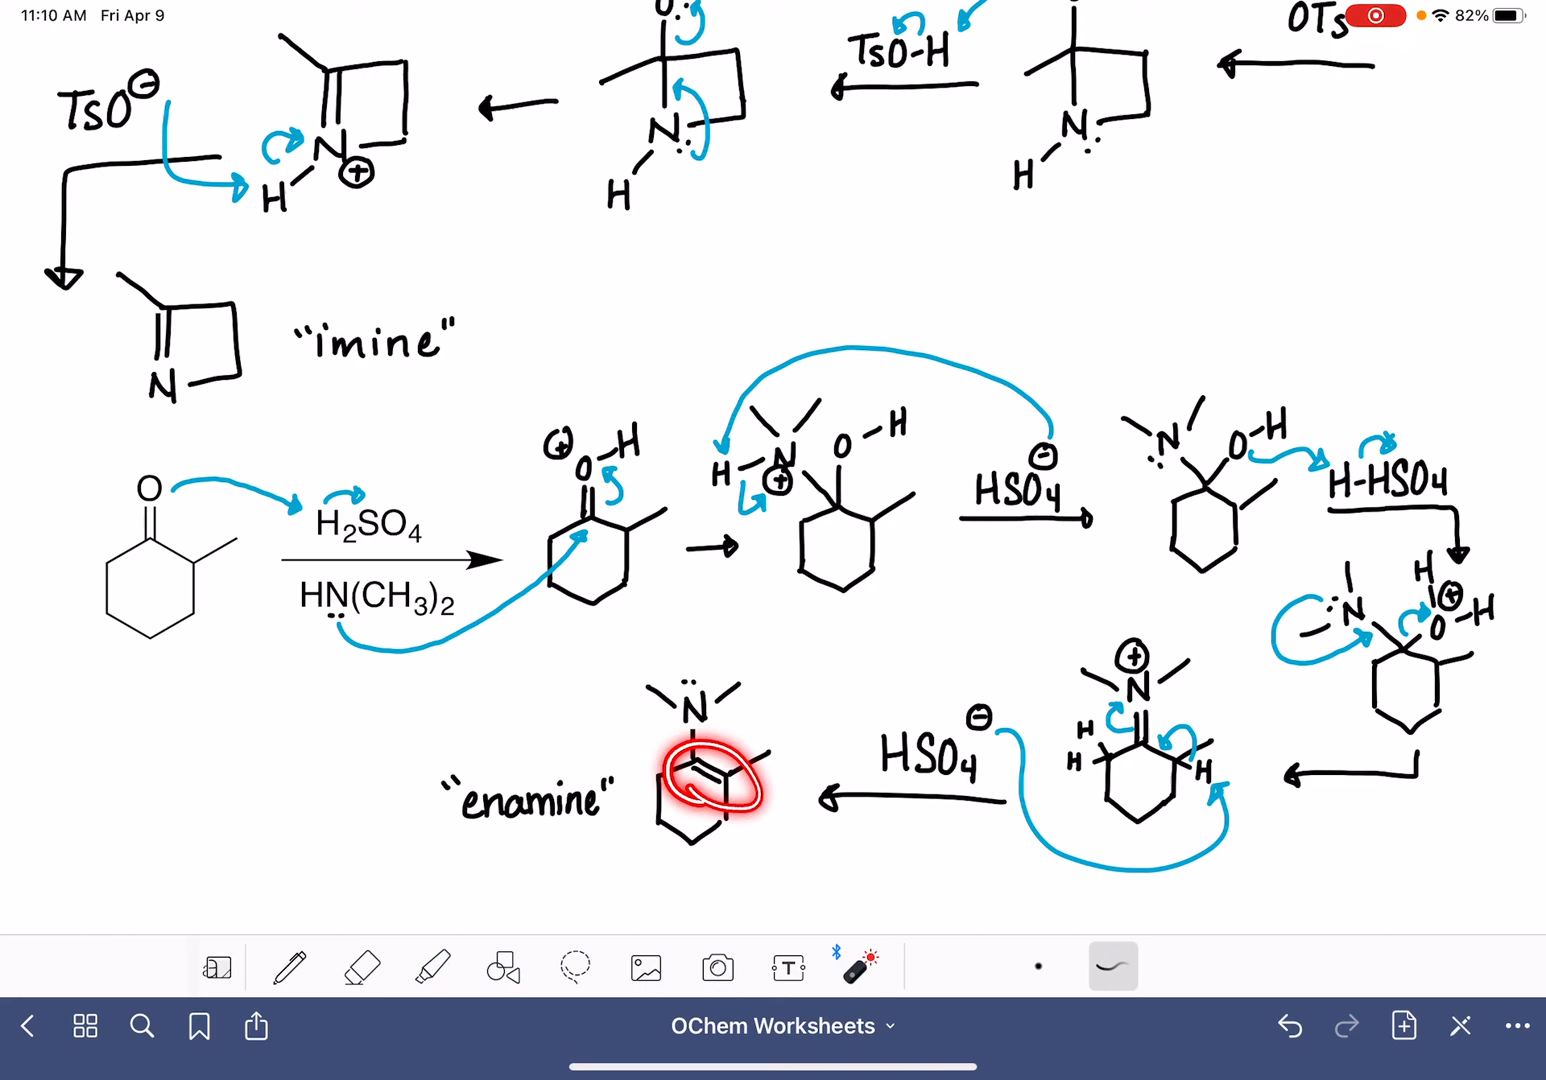 11:10 AM Fri Apr 9
82%
O:
OTs
TsO-H
TsO⊖
N
H
⊕
N
H
N
H
"imine"
N
⊕
O-H
H
N
⊕
O-H
N
O-H
O
H₂SO₄
HN(CH₃)₂
HSO₄
⊖
H-HSO₄
N
H
⊕
O-H
N
⊕
N
H
H
H
HSO₄
⊖
"enamine"
T
OChem Worksheets